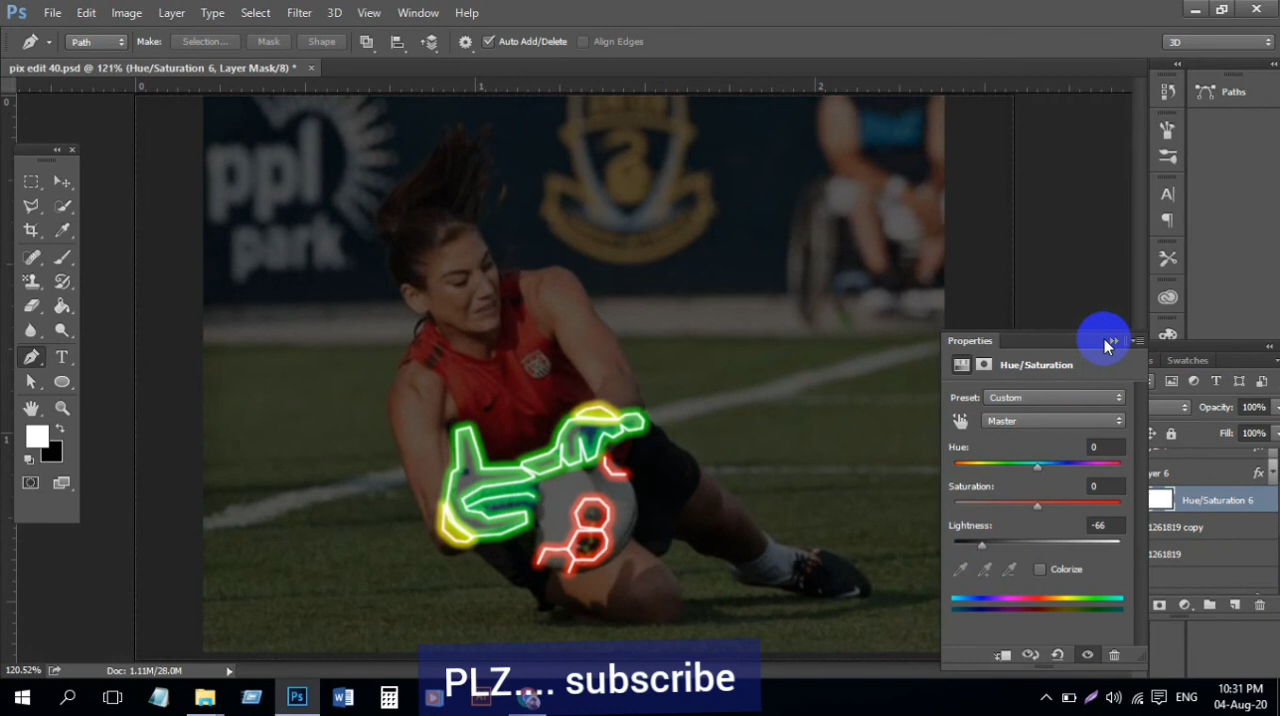 Ps File Edit Image Layer Type Select Filter 3D View Window Help
Path Make: Selection... Mask Shape Auto Add/Delete Align Edges 3D
pix edit 40.psd @ 121% (Hue/Saturation 6, Layer Mask/8) * ×
0 1 2
Paths
ppl
park
Properties
Swatches
Hue/Saturation
Preset: Custom
Opacity: 100%
Master
Fill: 100%
Hue: 0
yer 6 fx
Saturation: 0
Hue/Saturation 6
Lightness: -66
1261819 copy
1261819
Colorize
120.52% Doc: 1.11M/28.0M
PLZ.... subscribe
ENG
10:31 PM
04-Aug-20